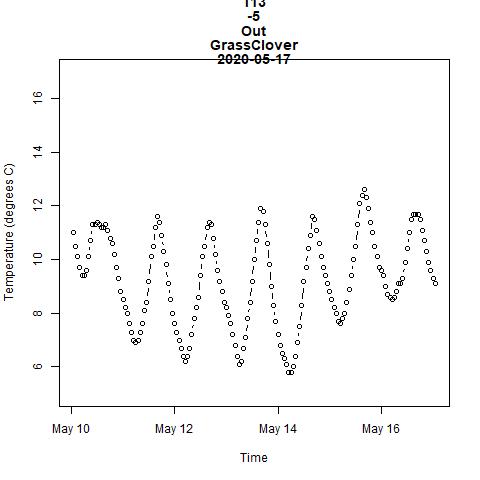 113
-5
Out
GrassClover
2020-05-17
Temperature (degrees C)
16
14
12
10
8
6
May 10
May 12
May 14
May 16
Time